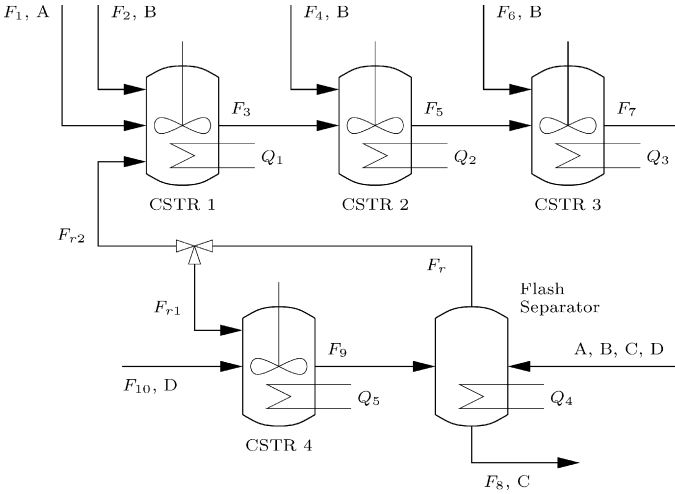 F1, A
F2, B
F4, B
F6, B
F3
F5
F7
Q1
Q2
Q3
CSTR 1
CSTR 2
CSTR 3
Fr2
Fr
Flash
Separator
Fr1
F9
A, B, C, D
F10, D
Q5
Q4
CSTR 4
F8, C